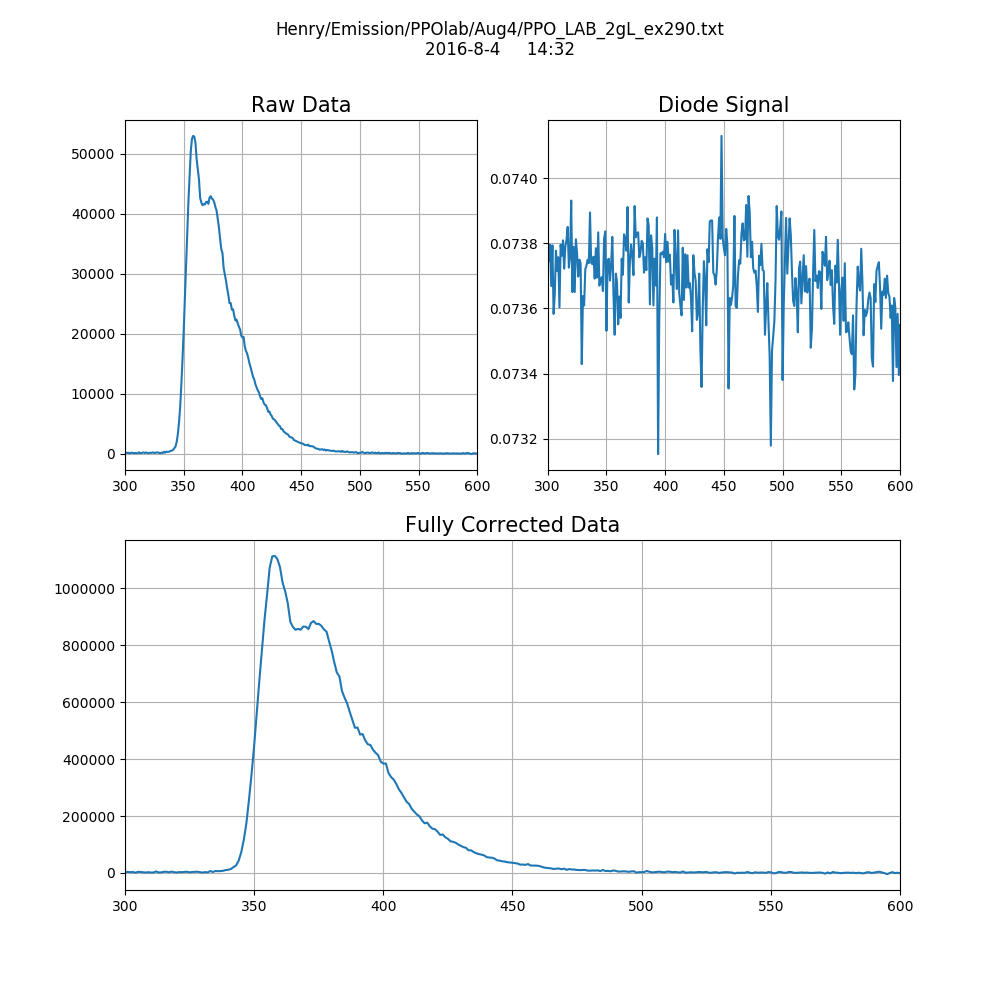 Henry/Emission/PPOlab/Aug4/PPO_LAB_2gL_ex290.txt
2016-8-4 14:32
Raw Data
50000
40000
30000
20000
10000
0
300 350 400 450 500 550 600
Diode Signal
0.0740
0.0738
0.0736
0.0734
0.0732
300 350 400 450 500 550 600
Fully Corrected Data
1000000
800000
600000
400000
200000
0
300 350 400 450 500 550 600